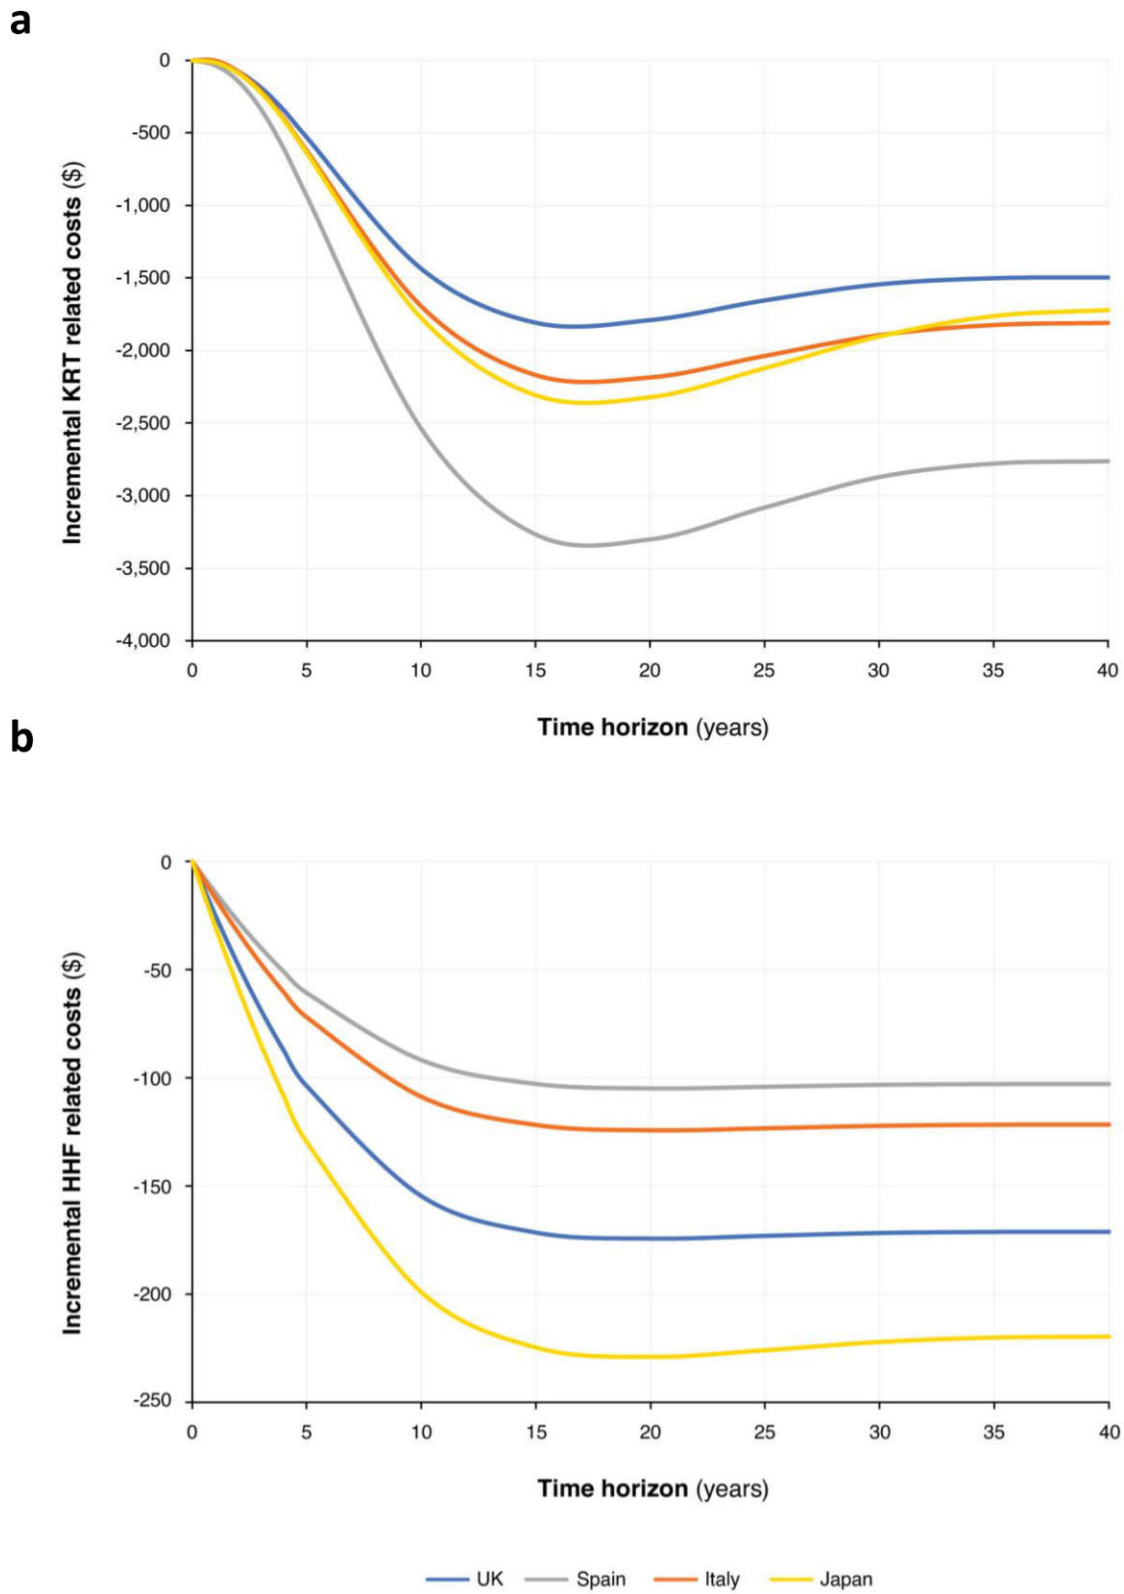 a
0
-500
-1,000
-1,500
-2,000
-2,500
-3,000
-3,500
-4,000
Incremental KRT related costs ($)
0 5 10 15 20 25 30 35 40
Time horizon (years)
b
0
-50
-100
-150
-200
-250
Incremental HHF related costs ($)
0 5 10 15 20 25 30 35 40
Time horizon (years)
UK Spain Italy Japan